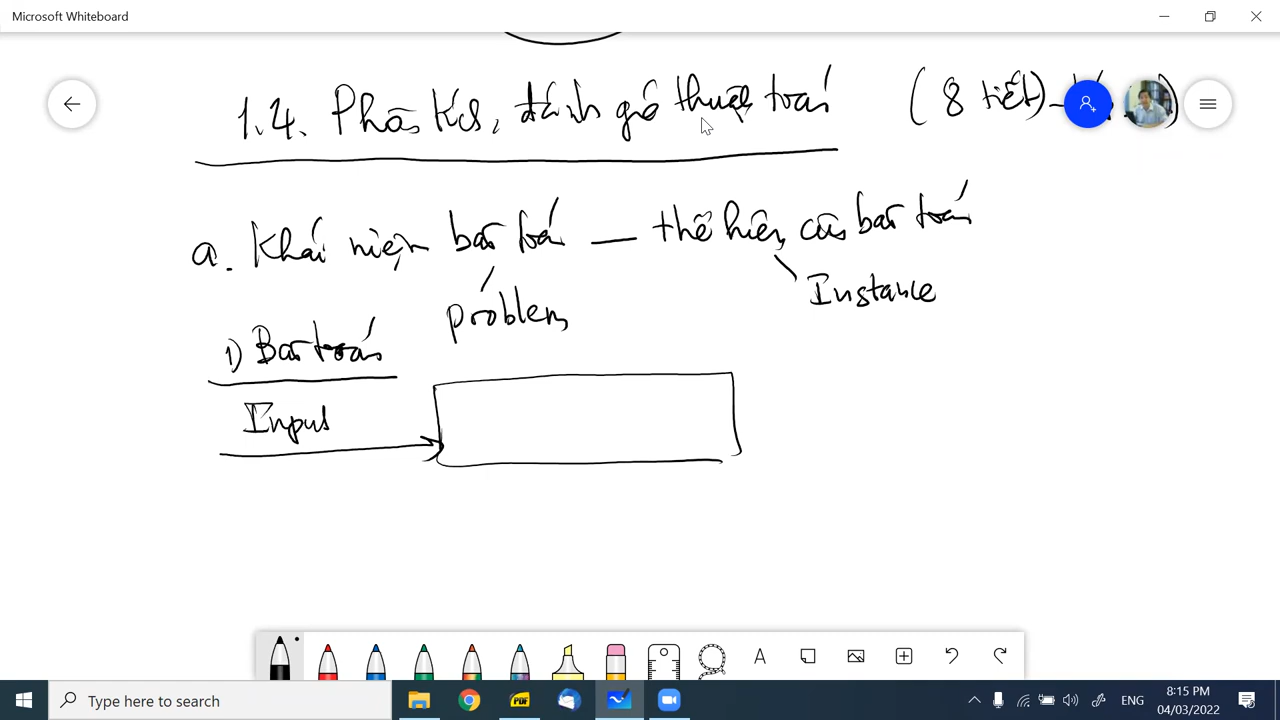 Microsoft Whiteboard
1.4. Phân tích, đánh giá thuật toán (8 tiết)
a. Khái niệm bài toán — thể hiện của bài toán
problem
Instance
1) Bài toán
Input
A
Type here to search
PDF
ENG
8:15 PM
04/03/2022